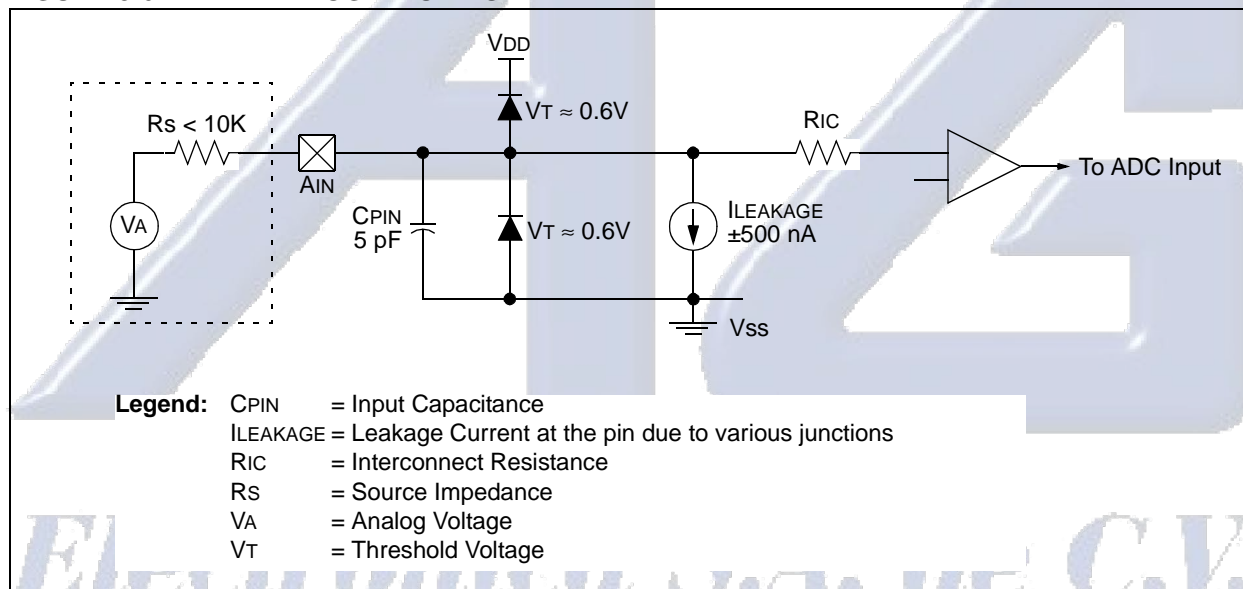 VDD
VT ≈ 0.6V
RS < 10K
RIC
AIN
To ADC Input
CPIN
5 pF
VT ≈ 0.6V
ILEAKAGE
±500 nA
VA
VSS
Legend: CPIN = Input Capacitance
ILEAKAGE = Leakage Current at the pin due to various junctions
RIC = Interconnect Resistance
RS = Source Impedance
VA = Analog Voltage
VT = Threshold Voltage
C.V.